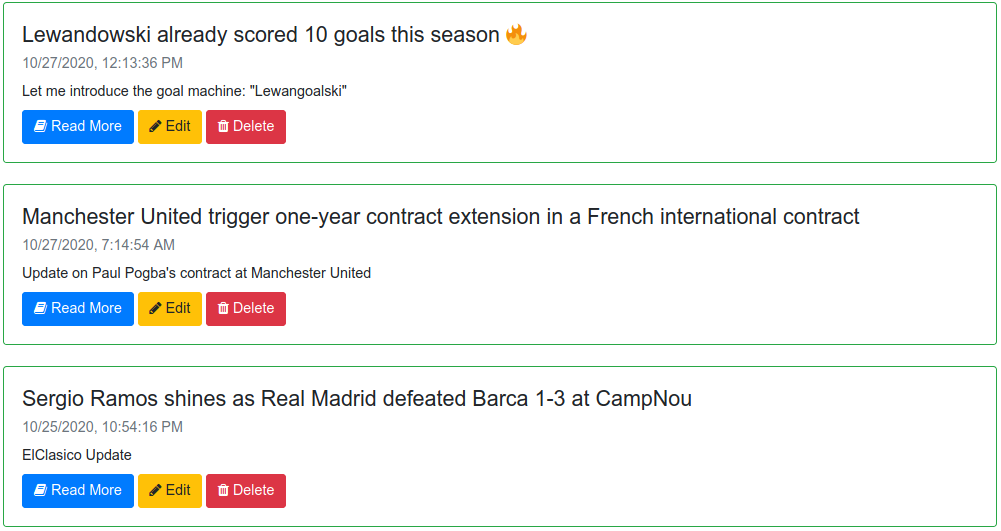 Lewandowski already scored 10 goals this season 🔥
10/27/2020, 12:13:36 PM
Let me introduce the goal machine: "Lewangoalski"
Read More Edit Delete
Manchester United trigger one-year contract extension in a French international contract
10/27/2020, 7:14:54 AM
Update on Paul Pogba's contract at Manchester United
Read More Edit Delete
Sergio Ramos shines as Real Madrid defeated Barca 1-3 at CampNou
10/25/2020, 10:54:16 PM
ElClasico Update
Read More Edit Delete